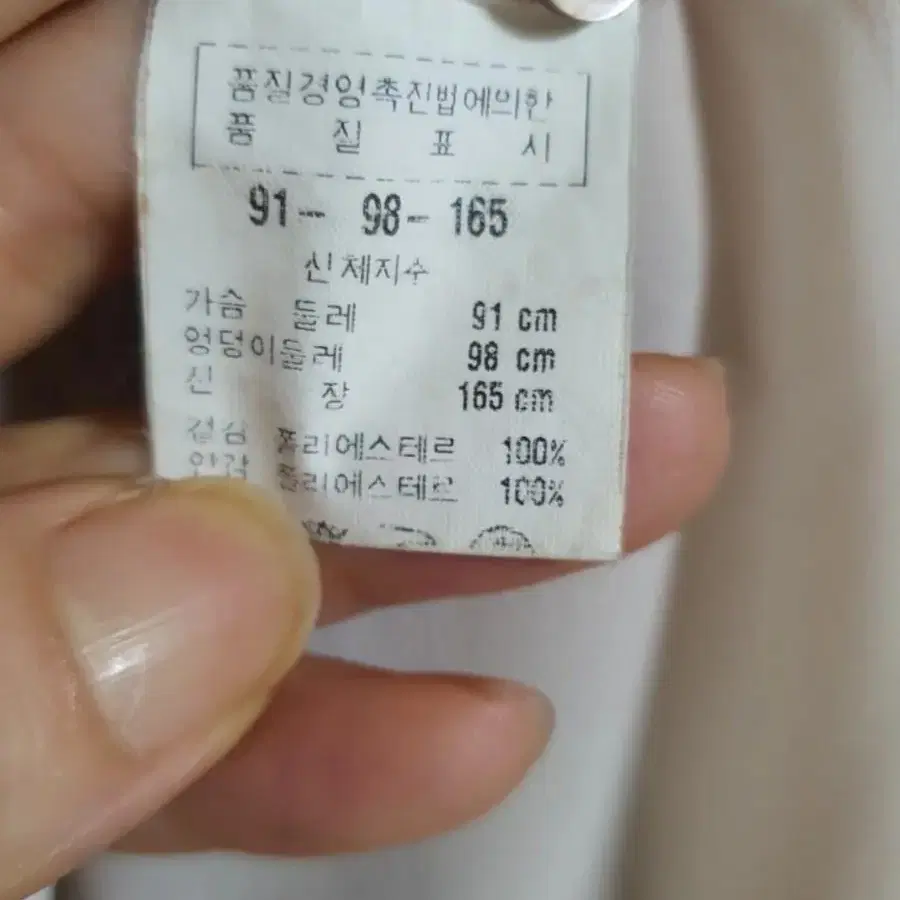 품질경영촉진법에의한
품 질 표 시
91-- 98- 165
신체지수
가슴 둘레 91 cm
엉덩이둘레 98 cm
신 장 165 cm
겉감 폴리에스테르 100%
안감 폴리에스테르 100%